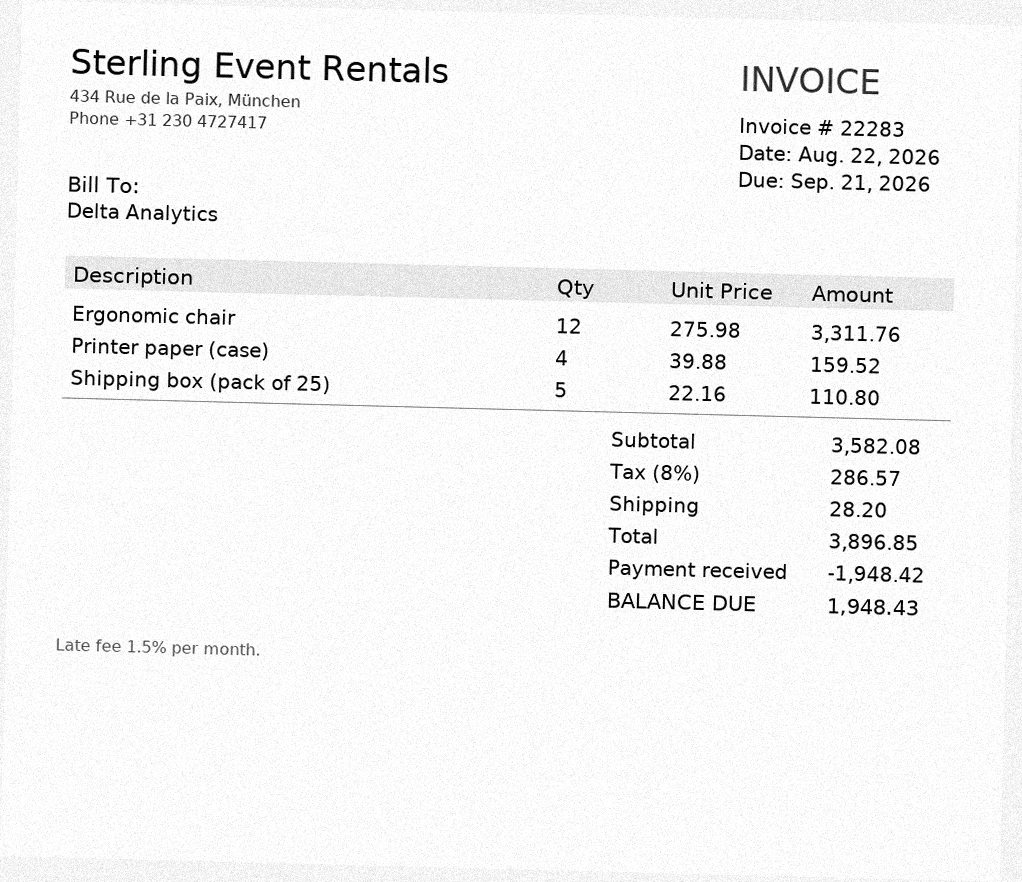 Sterling Event Rentals
434 Rue de la Paix, München
Phone +31 230 4727417
INVOICE
Invoice # 22283
Date: Aug. 22, 2026
Due: Sep. 21, 2026
Bill To:
Delta Analytics
Description Qty Unit Price Amount
Ergonomic chair 12 275.98 3,311.76
Printer paper (case) 4 39.88 159.52
Shipping box (pack of 25) 5 22.16 110.80
Subtotal 3,582.08
Tax (8%) 286.57
Shipping 28.20
Total 3,896.85
Payment received -1,948.42
BALANCE DUE 1,948.43
Late fee 1.5% per month.